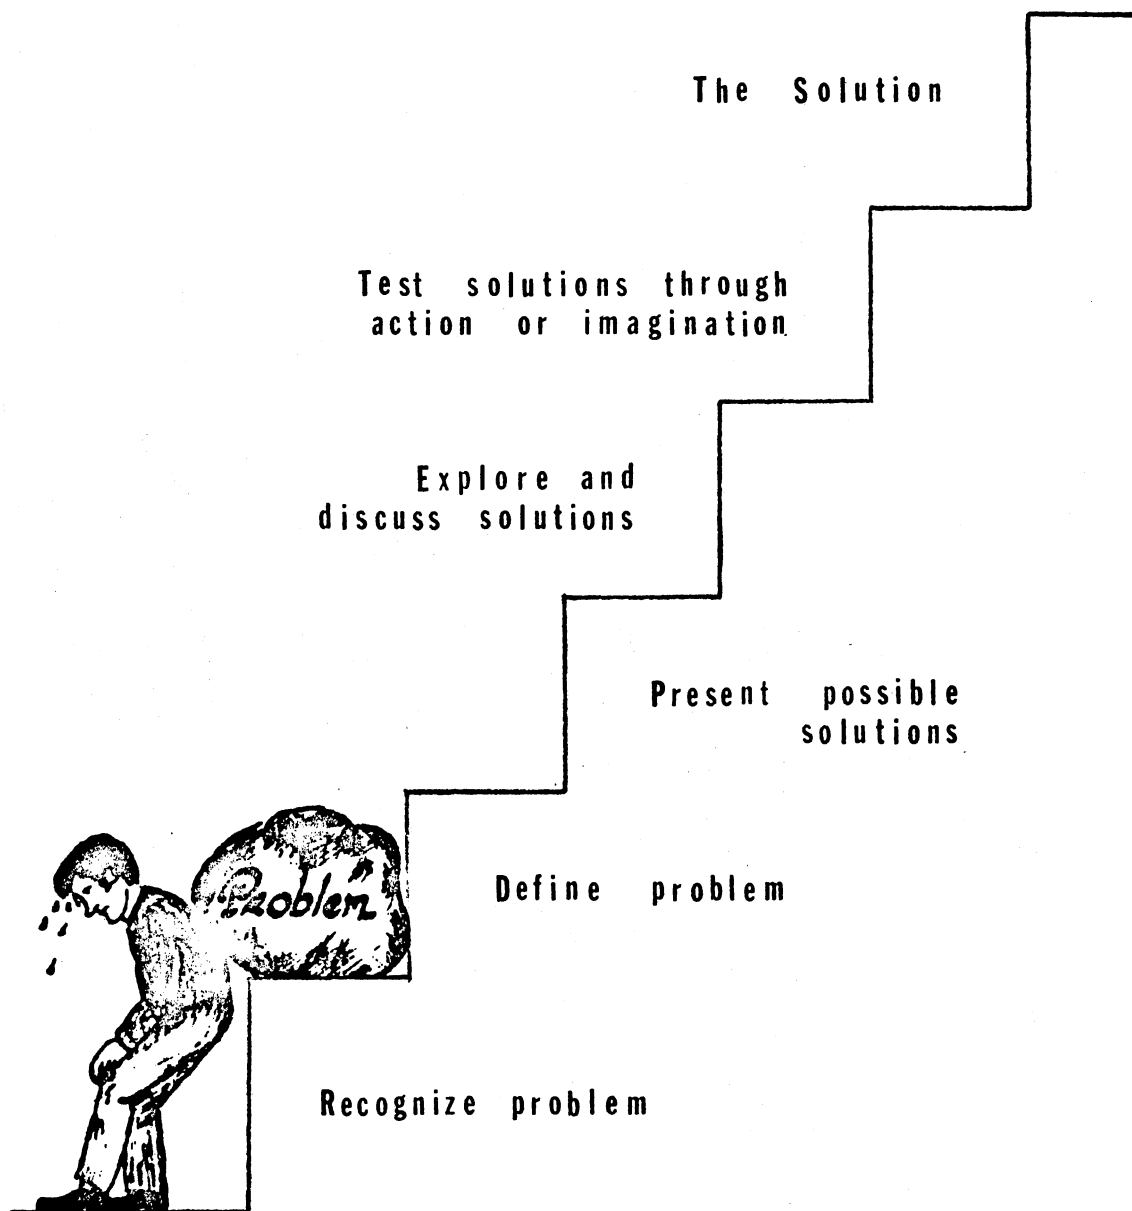 The Solution
Test solutions through
action or imagination.
Explore and
discuss solutions
Present possible
solutions
Problem
Define problem
Recognize problem